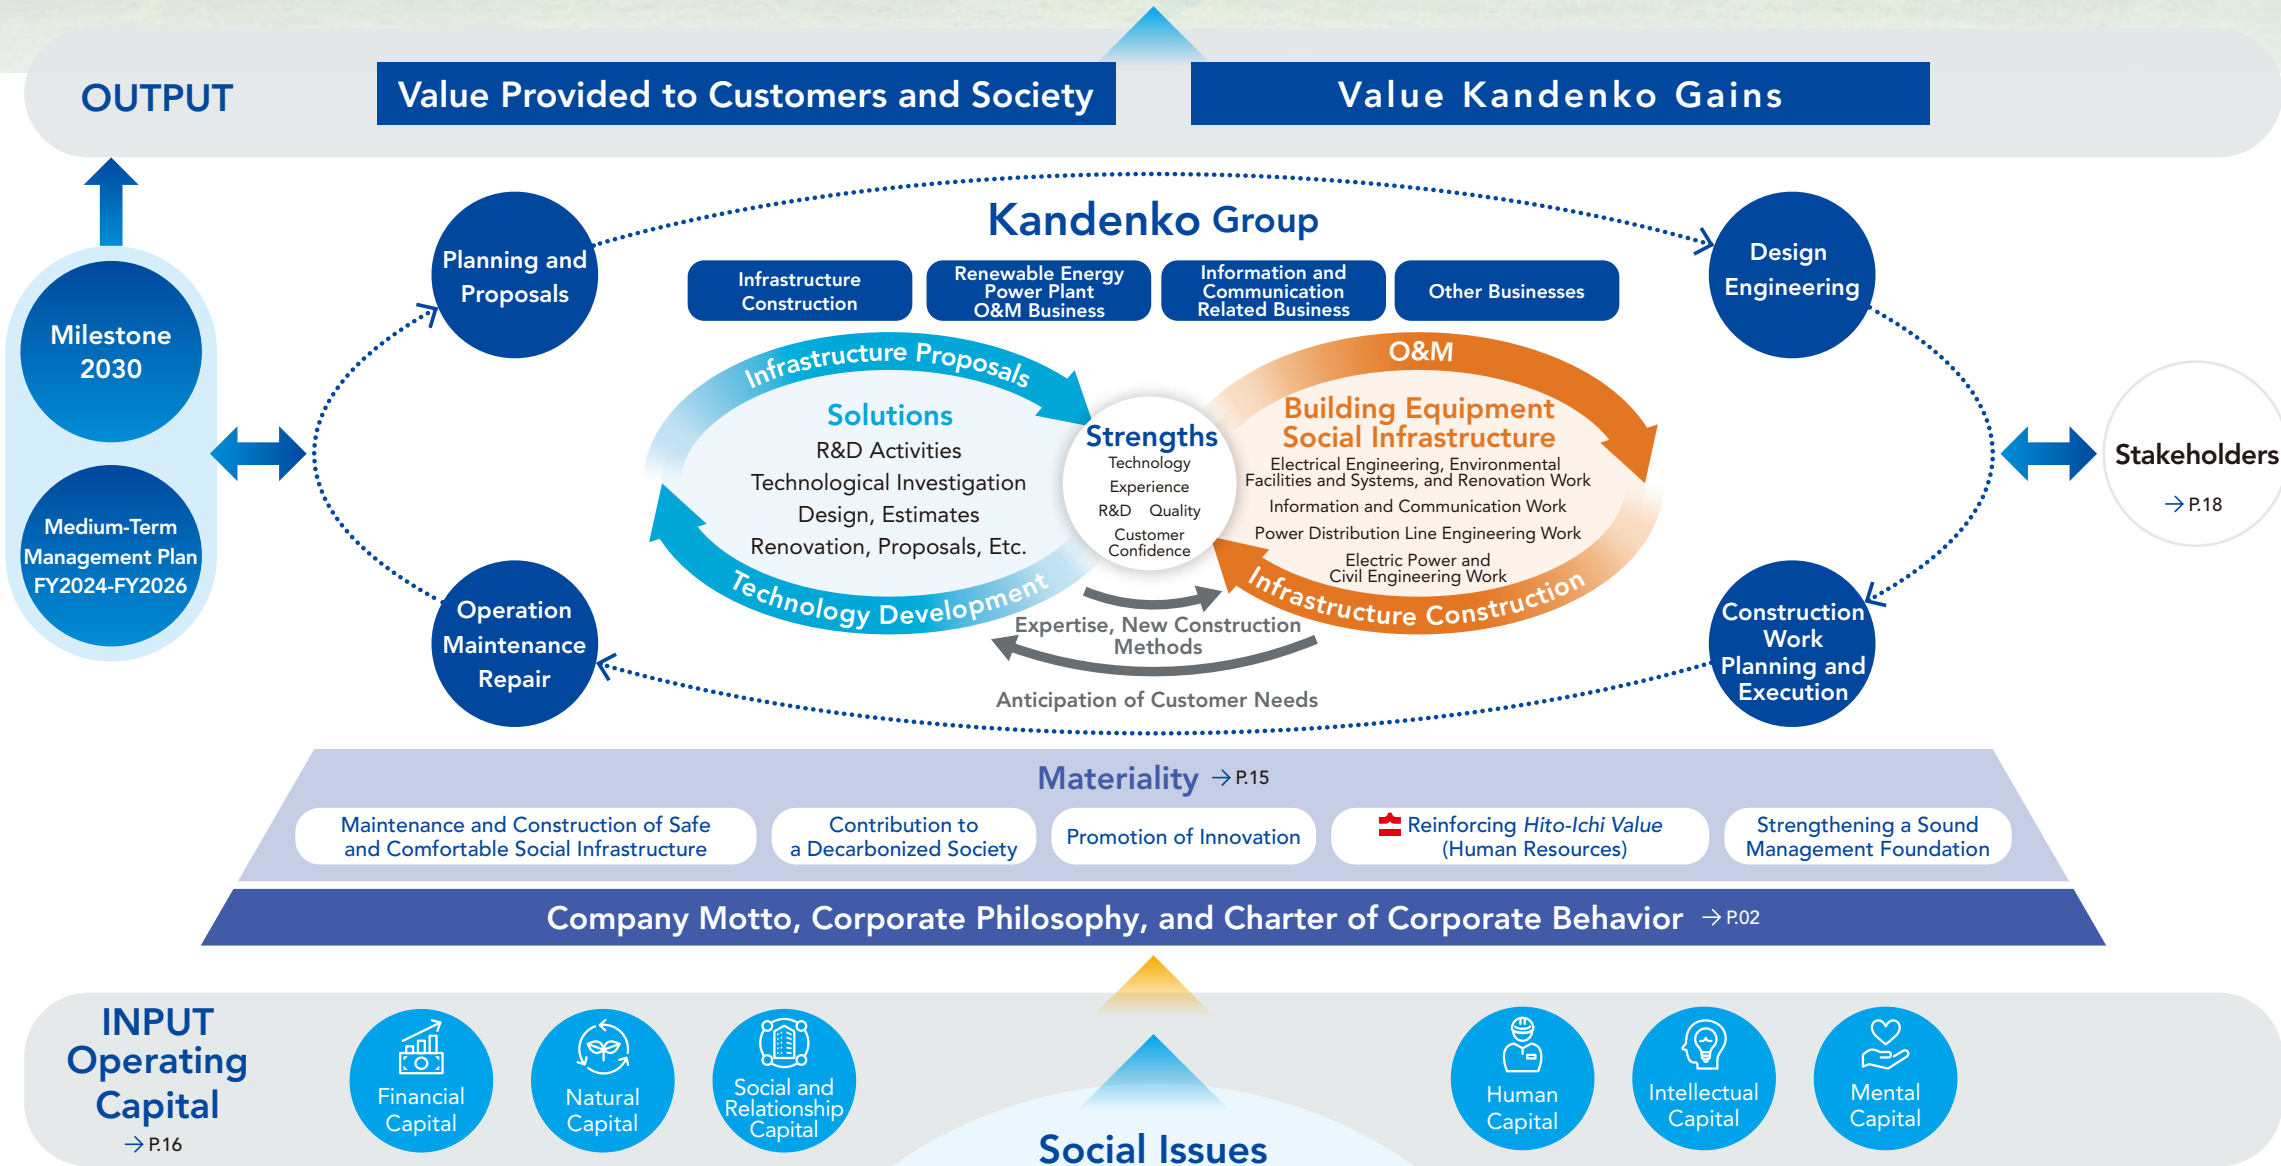 OUTPUT
Value Provided to Customers and Society
Value Kandenko Gains
Milestone
2030
Medium-Term
Management Plan
FY2024-FY2026
Planning and
Proposals
Kandenko Group
Infrastructure
Construction
Renewable Energy
Power Plant
O&M Business
Information and
Communication
Related Business
Other Businesses
Design
Engineering
Infrastructure Proposals
Solutions
R&D Activities
Technological Investigation
Design, Estimates
Renovation, Proposals, Etc.
Technology Development
Strengths
Technology
Experience
R&D Quality
Customer
Confidence
O&M
Building Equipment
Social Infrastructure
Electrical Engineering, Environmental
Facilities and Systems, and Renovation Work
Information and Communication Work
Power Distribution Line Engineering Work
Electric Power and
Civil Engineering Work
Infrastructure Construction
Expertise, New Construction
Methods
Anticipation of Customer Needs
Stakeholders
→ P.18
Operation
Maintenance
Repair
Construction
Work
Planning and
Execution
Materiality → P.15
Maintenance and Construction of Safe
and Comfortable Social Infrastructure
Contribution to
a Decarbonized Society
Promotion of Innovation
Reinforcing Hito-Ichi Value
(Human Resources)
Strengthening a Sound
Management Foundation
Company Motto, Corporate Philosophy, and Charter of Corporate Behavior → P.02
INPUT
Operating
Capital
→ P.16
Financial
Capital
Natural
Capital
Social and
Relationship
Capital
Social Issues
Human
Capital
Intellectual
Capital
Mental
Capital